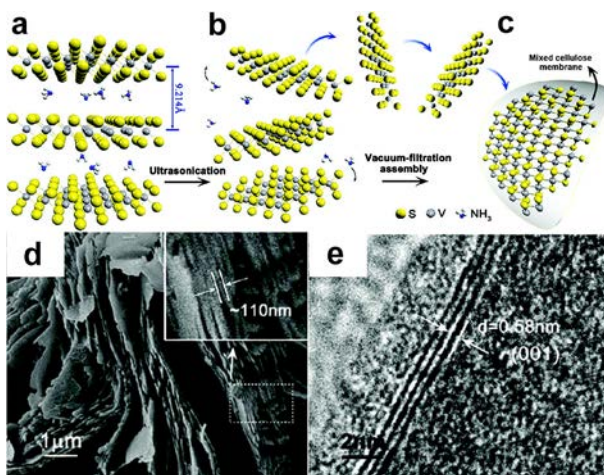 a
b
c
Mixed cellulose
membrane
9.214Å
Ultrasonication
Vacuum-filtration
assembly
S V NH3
d
~110nm
1μm
e
d=0.58nm
(001)
2nm